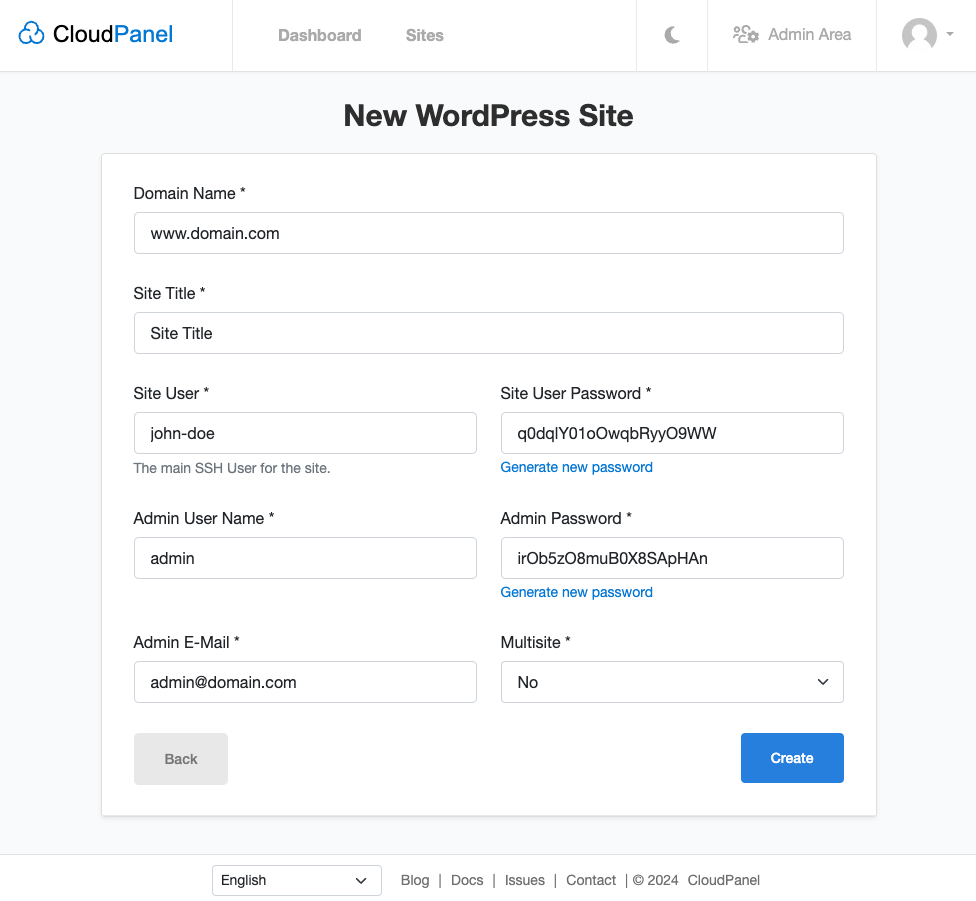 CloudPanel Dashboard Sites Admin Area
New WordPress Site
Domain Name *
www.domain.com
Site Title *
Site Title
Site User * Site User Password *
john-doe q0dqlY01oOwqbRyyO9WW
The main SSH User for the site. Generate new password
Admin User Name * Admin Password *
admin irOb5zO8muB0X8SApHAn
Generate new password
Admin E-Mail * Multisite *
admin@domain.com No
Back Create
English Blog | Docs | Issues | Contact | © 2024 CloudPanel